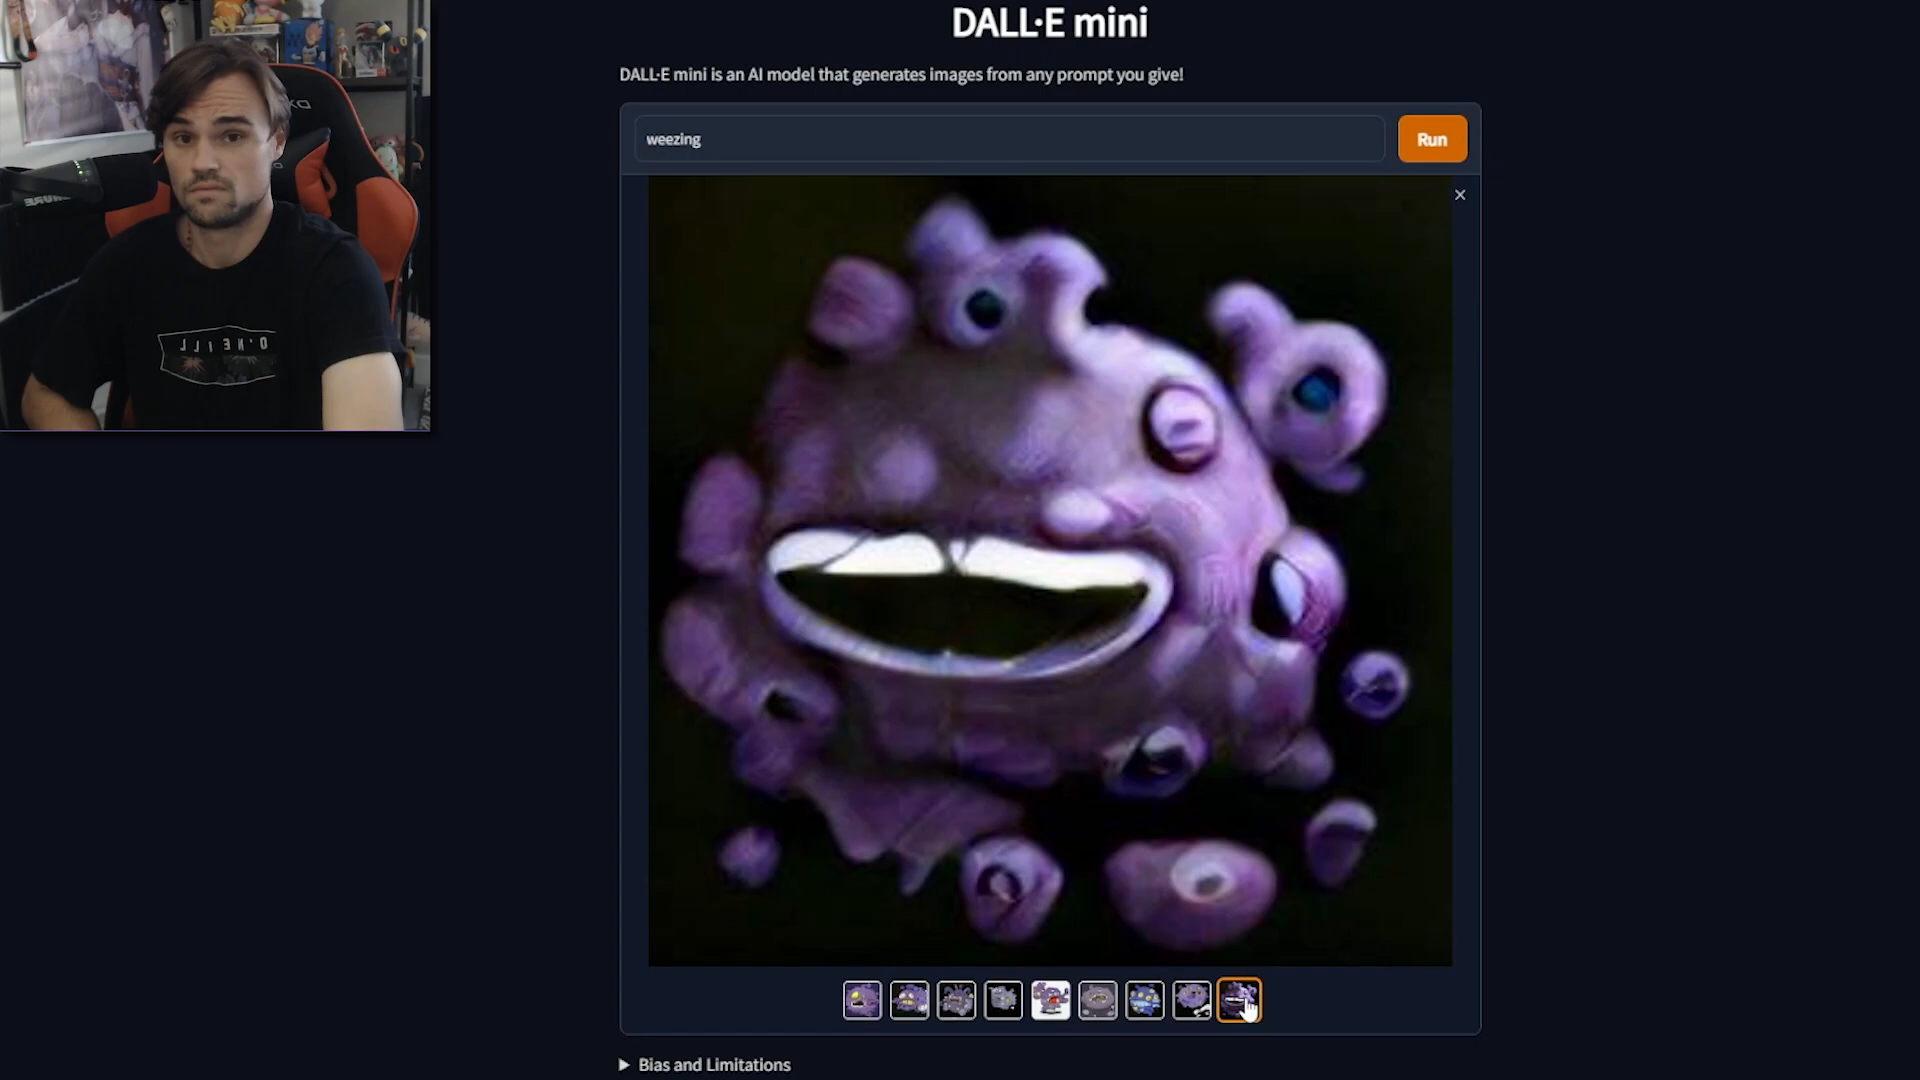 DALL·E mini
DALL·E mini is an AI model that generates images from any prompt you give!
weezing
Run
O'NEILL
Bias and Limitations